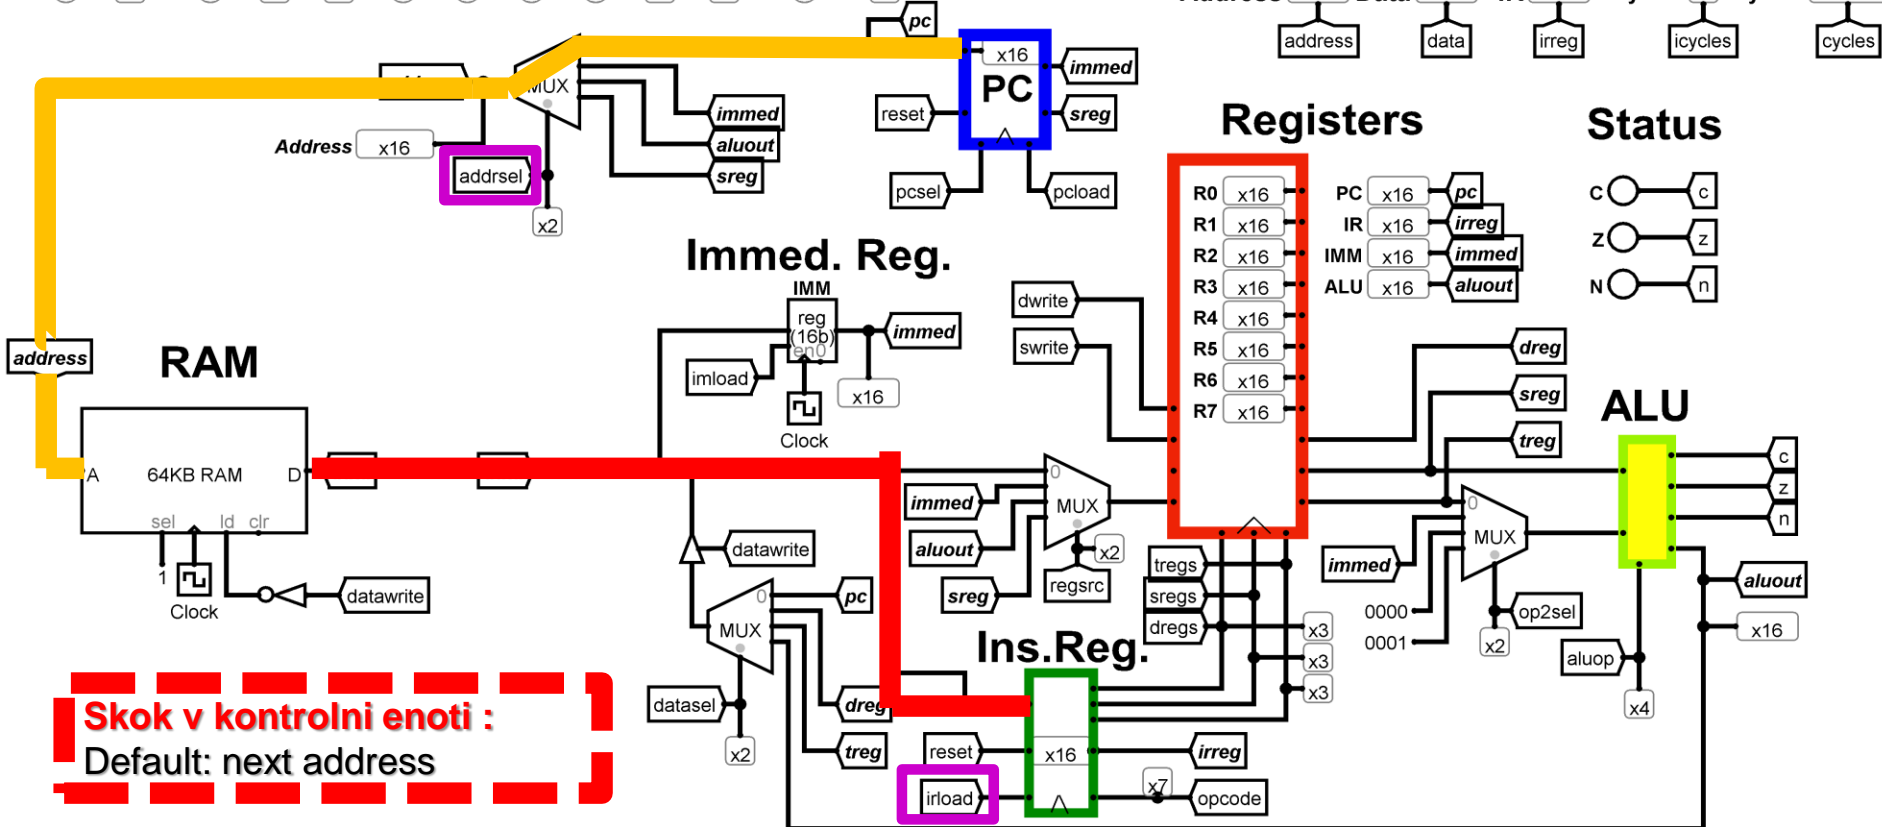 pc
address
data
irreg
icycles
cycles
x16
PC
immed
reset
sreg
pcsel
pcload
MUX
immed
aluout
sreg
Address
x16
addrsel
x2
Registers
Status
R0 x16
R1 x16
R2 x16
R3 x16
R4 x16
R5 x16
R6 x16
R7 x16
PC x16 pc
IR x16 irreg
IMM x16 immed
ALU x16 aluout
C c
Z z
N n
Immed. Reg.
IMM
reg
(16b)
en0
immed
imload
x16
Clock
dwrite
swrite
dreg
sreg
treg
address
RAM
A
64KB RAM
D
sel
ld
clr
1
Clock
datawrite
datawrite
0
MUX
pc
dreg
treg
datasel
x2
immed
aluout
sreg
0
MUX
x2
regsrc
tregs
sregs
dregs
x3
x3
x3
ALU
0
MUX
immed
0000
0001
op2sel
x2
c
z
n
aluout
x16
aluop
x4
Ins.Reg.
reset
x16
irreg
irload
x7
opcode
Skok v kontrolni enoti :
Default: next address